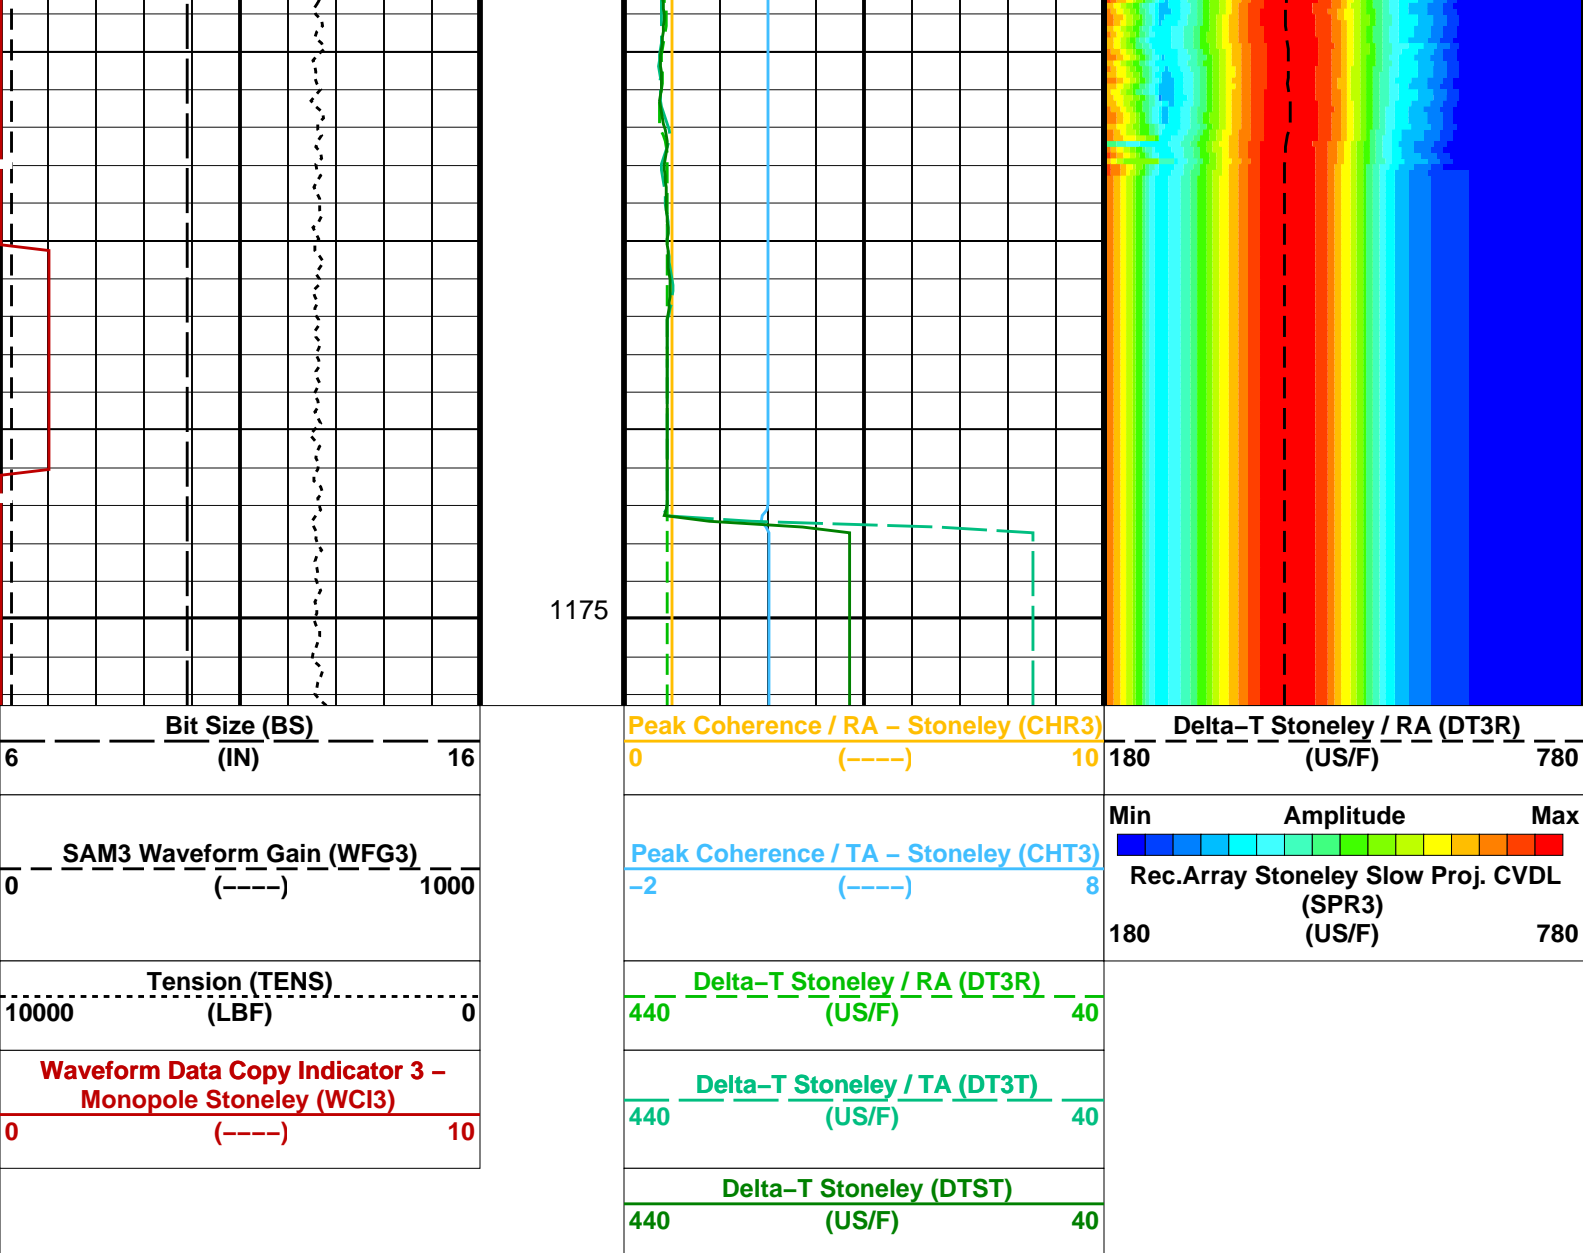 1175
Bit Size (BS)
6 (IN) 16
SAM3 Waveform Gain (WFG3)
0 (----) 1000
Tension (TENS)
10000 (LBF) 0
Waveform Data Copy Indicator 3 –
Monopole Stoneley (WCI3)
0 (----) 10
Peak Coherence / RA – Stoneley (CHR3)
0 (----) 10
Peak Coherence / TA – Stoneley (CHT3)
–2 (----) 8
Delta–T Stoneley / RA (DT3R)
440 (US/F) 40
Delta–T Stoneley / TA (DT3T)
440 (US/F) 40
Delta–T Stoneley (DTST)
440 (US/F) 40
Delta–T Stoneley / RA (DT3R)
180 (US/F) 780
Min Amplitude Max
Rec.Array Stoneley Slow Proj. CVDL
(SPR3)
180 (US/F) 780